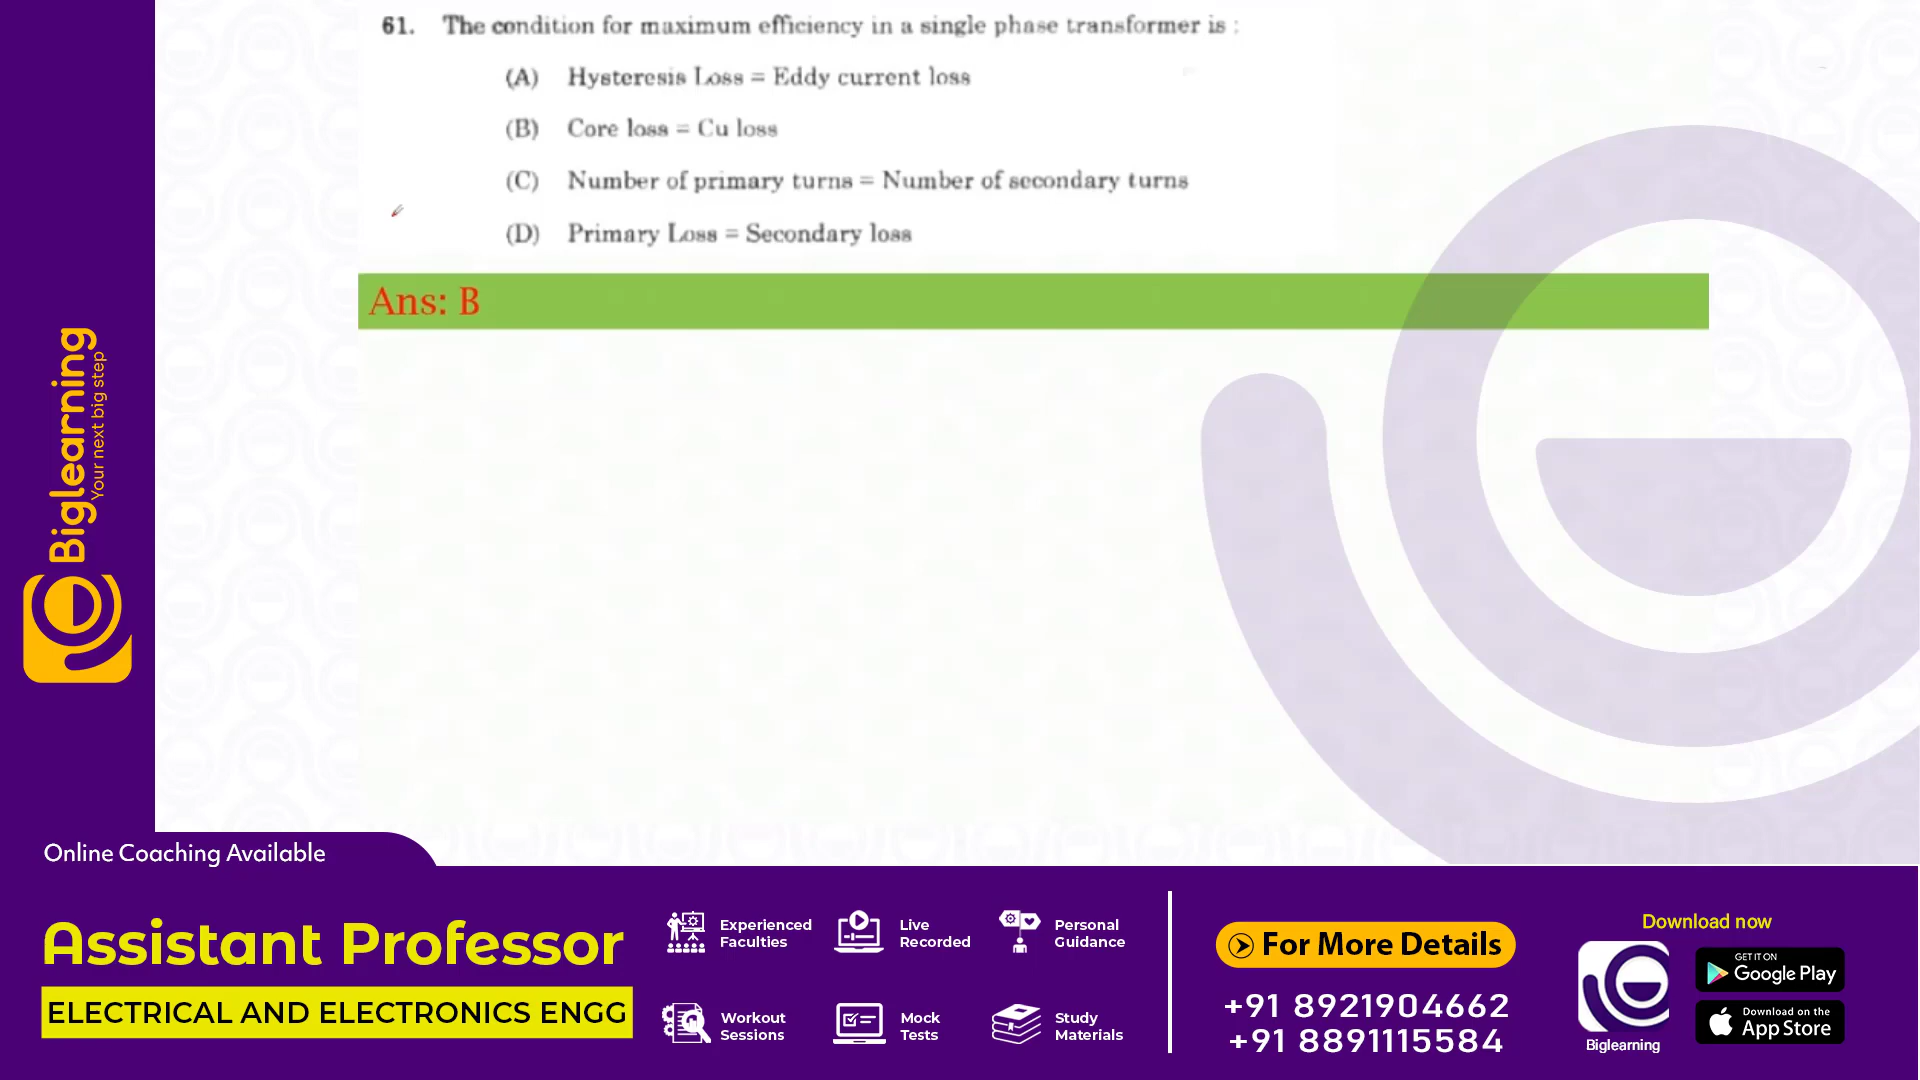 61. The condition for maximum efficiency in a single phase transformer is :
(A) Hysteresis Loss = Eddy current loss
(B) Core loss = Cu loss
(C) Number of primary turns = Number of secondary turns
(D) Primary Loss = Secondary loss
Ans: B
Biglearning
Your next big step
Online Coaching Available
Assistant Professor
ELECTRICAL AND ELECTRONICS ENGG
Experienced
Faculties
Live
Recorded
Personal
Guidance
Workout
Sessions
Mock
Tests
Study
Materials
For More Details
+91 8921904662
+91 8891115584
Download now
Biglearning
GET IT ON
Google Play
Download on the
App Store